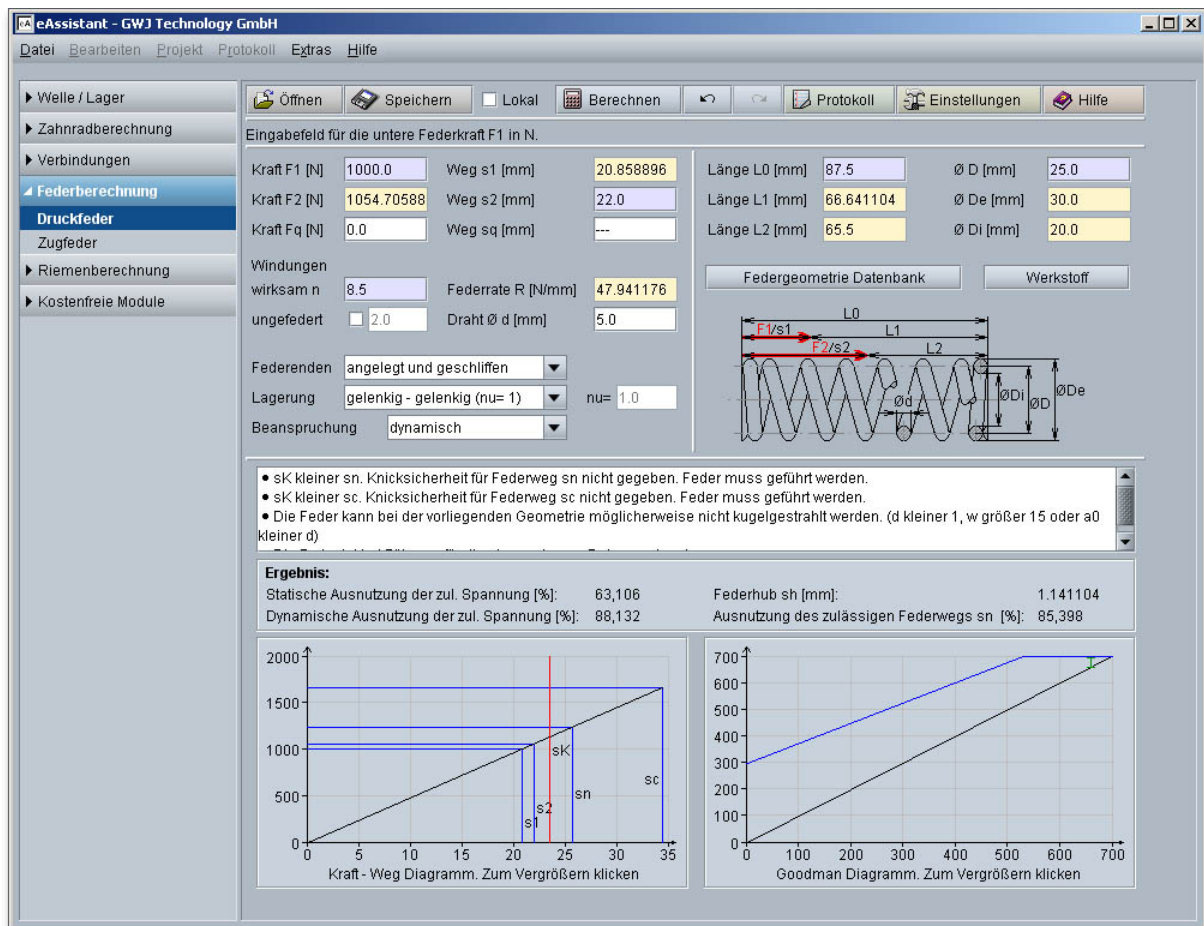 eA eAssistant - GWJ Technology GmbH
Datei Bearbeiten Projekt Protokoll Extras Hilfe
Welle / Lager
Zahnradberechnung
Verbindungen
Federberechnung
Druckfeder
Zugfeder
Riemenberechnung
Kostenfreie Module
Öffnen Speichern Lokal Berechnen Protokoll Einstellungen Hilfe
Eingabefeld für die untere Federkraft F1 in N.
Kraft F1 [N] 1000.0 Weg s1 [mm] 20.858896
Kraft F2 [N] 1054.70588 Weg s2 [mm] 22.0
Kraft Fq [N] 0.0 Weg sq [mm] ---
Windungen
wirksam n 8.5 Federrate R [N/mm] 47.941176
ungefedert 2.0 Draht Ø d [mm] 5.0
Federenden angelegt und geschliffen
Lagerung gelenkig - gelenkig (nu= 1) nu= 1.0
Beanspruchung dynamisch
Länge L0 [mm] 87.5 Ø D [mm] 25.0
Länge L1 [mm] 66.641104 Ø De [mm] 30.0
Länge L2 [mm] 65.5 Ø Di [mm] 20.0
Federgeometrie Datenbank Werkstoff
L0
F1/s1 L1
F2/s2 L2
Ød ØDi ØD ØDe
• sK kleiner sn. Knicksicherheit für Federweg sn nicht gegeben. Feder muss geführt werden.
• sK kleiner sc. Knicksicherheit für Federweg sc nicht gegeben. Feder muss geführt werden.
• Die Feder kann bei der vorliegenden Geometrie möglicherweise nicht kugelgestrahlt werden. (d kleiner 1, w größer 15 oder a0
kleiner d)
Ergebnis:
Statische Ausnutzung der zul. Spannung [%]: 63,106 Federhub sh [mm]: 1.141104
Dynamische Ausnutzung der zul. Spannung [%]: 88,132 Ausnutzung des zulässigen Federwegs sn [%]: 85,398
2000
1500
1000
500
0
sK
sc
sn
s2
s1
0 5 10 15 20 25 30 35
Kraft - Weg Diagramm. Zum Vergrößern klicken
700
600
500
400
300
200
100
0
0 100 200 300 400 500 600 700
Goodman Diagramm. Zum Vergrößern klicken